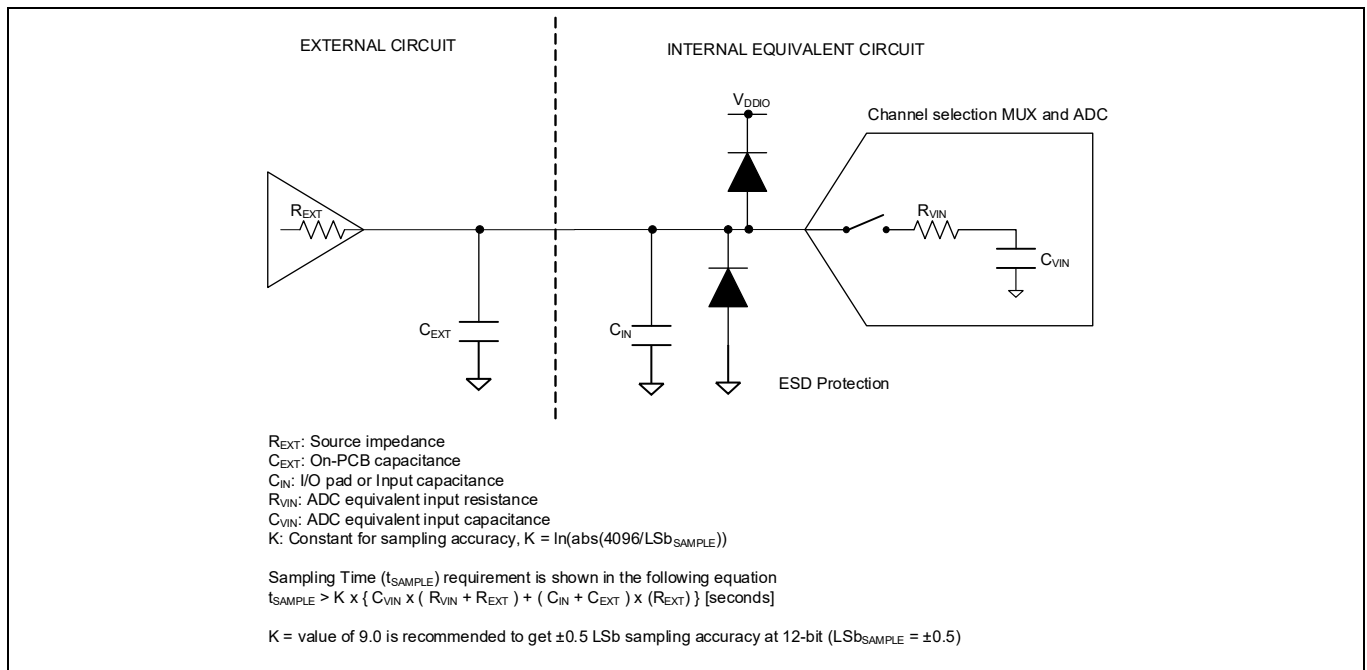 EXTERNAL CIRCUIT
INTERNAL EQUIVALENT CIRCUIT
VDDIO
Channel selection MUX and ADC
REXT
RVIN
CVIN
CEXT
CIN
ESD Protection
REXT: Source impedance
CEXT: On-PCB capacitance
CIN: I/O pad or Input capacitance
RVIN: ADC equivalent input resistance
CVIN: ADC equivalent input capacitance
K: Constant for sampling accuracy, K = ln(abs(4096/LSbSAMPLE))
Sampling Time (tSAMPLE) requirement is shown in the following equation
tSAMPLE > K x { CVIN x ( RVIN + REXT ) + ( CIN + CEXT ) x (REXT) } [seconds]
K = value of 9.0 is recommended to get ±0.5 LSb sampling accuracy at 12-bit (LSbSAMPLE = ±0.5)